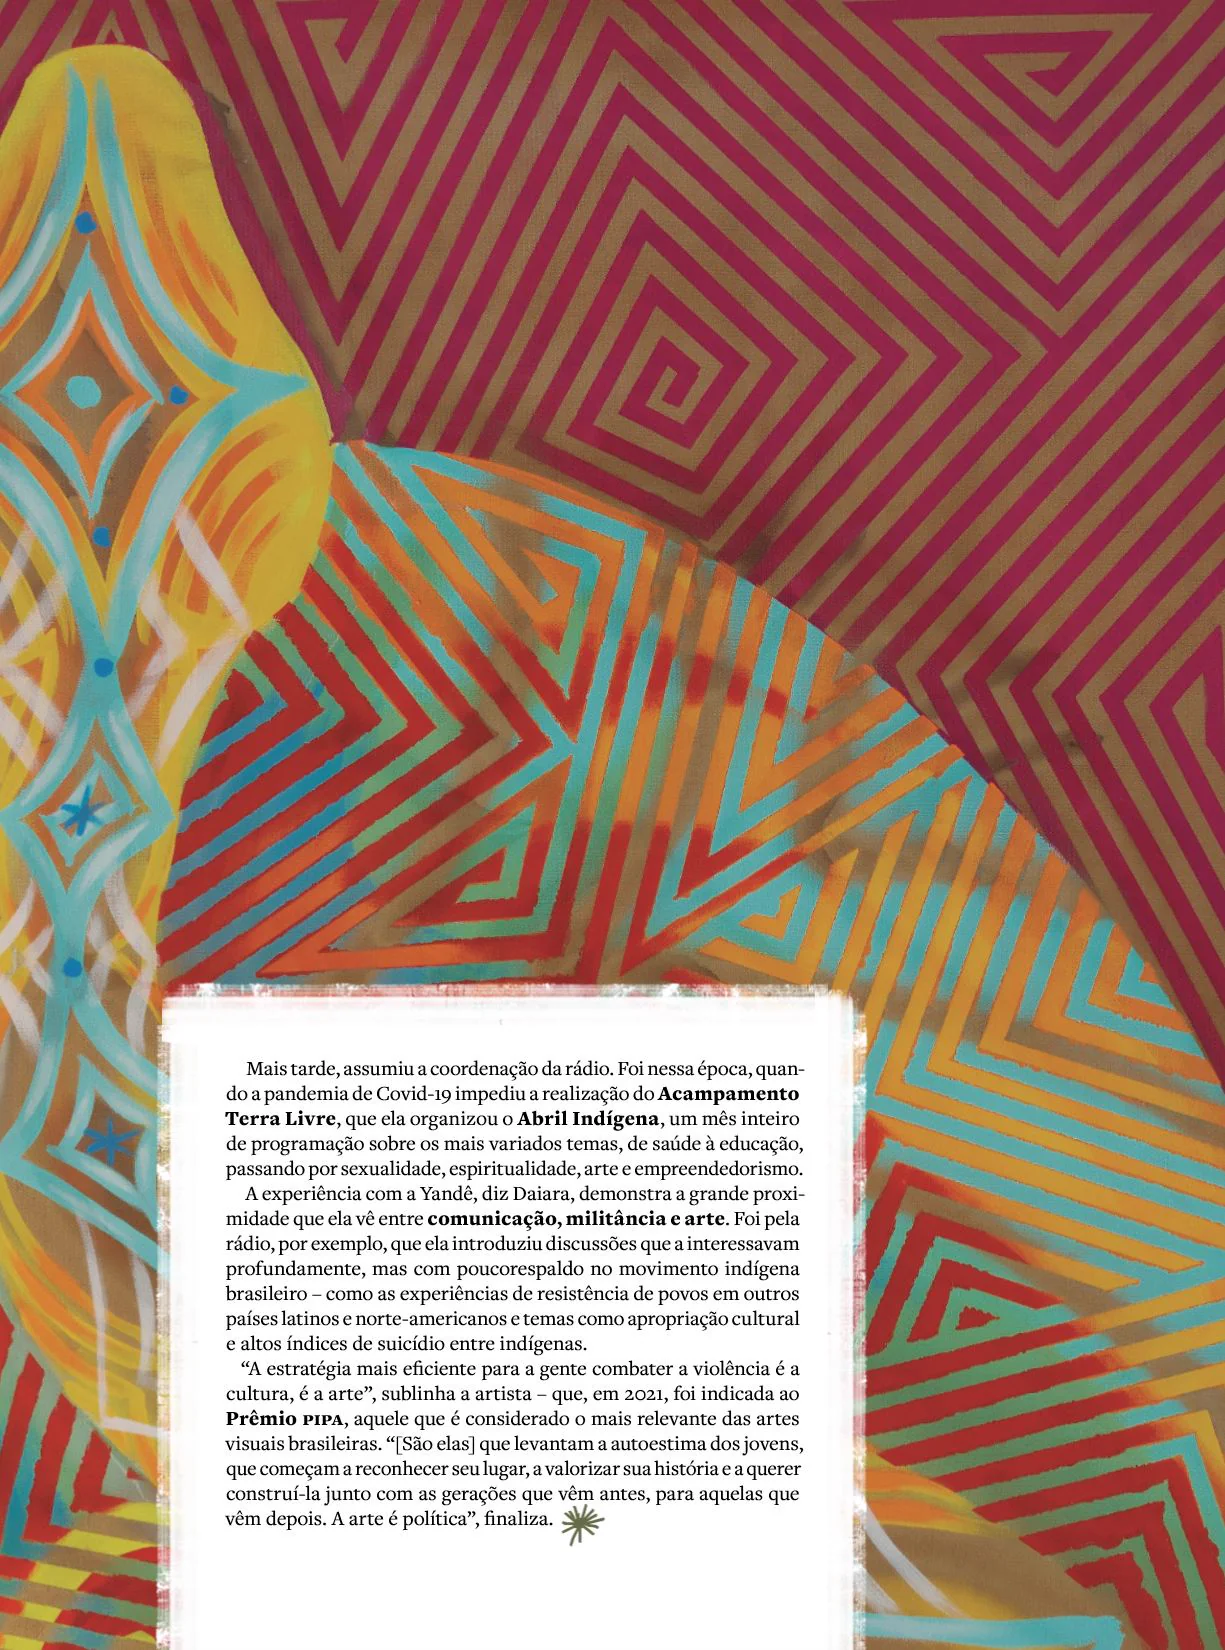 Mais tarde, assumiu a coordenação da rádio. Foi nessa época, quan-
do a pandemia de Covid-19 impediu a realização do Acampamento
Terra Livre, que ela organizou o Abril Indígena, um mês inteiro
de programação sobre os mais variados temas, de saúde à educação,
passando por sexualidade, espiritualidade, arte e empreendedorismo.
A experiência com a Yandê, diz Daiara, demonstra a grande proxi-
midade que ela vê entre comunicação, militância e arte. Foi pela
rádio, por exemplo, que ela introduziu discussões que a interessavam
profundamente, mas com poucorespaldo no movimento indígena
brasileiro – como as experiências de resistência de povos em outros
países latinos e norte-americanos e temas como apropriação cultural
e altos índices de suicídio entre indígenas.
“A estratégia mais eficiente para a gente combater a violência é a
cultura, é a arte”, sublinha a artista – que, em 2021, foi indicada ao
Prêmio PIPA, aquele que é considerado o mais relevante das artes
visuais brasileiras. “[São elas] que levantam a autoestima dos jovens,
que começam a reconhecer seu lugar, a valorizar sua história e a querer
construí-la junto com as gerações que vêm antes, para aquelas que
vêm depois. A arte é política”, finaliza.